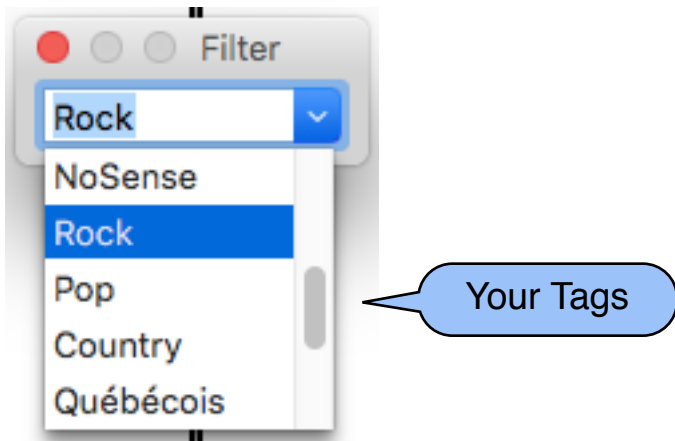 Filter
Rock
NoSense
Rock
Pop
Your Tags
Country
Québécois